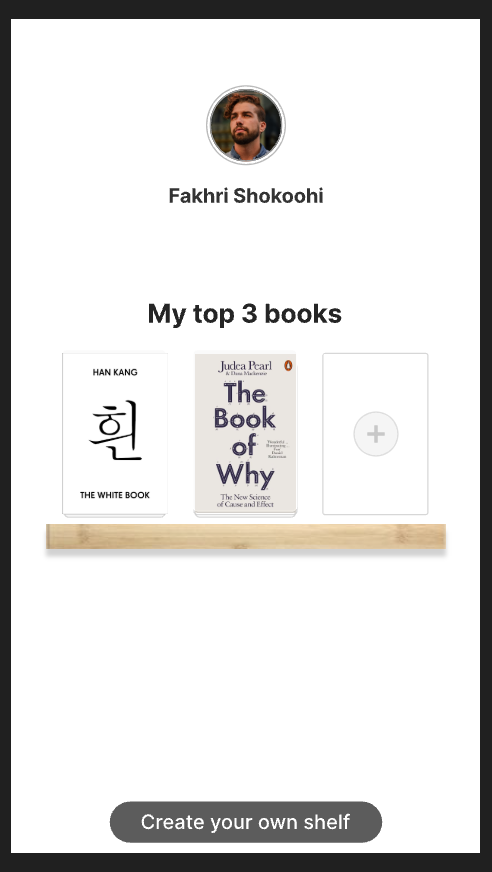 Fakhri Shokoohi
My top 3 books
HAN KANG
흰
THE WHITE BOOK
Judea Pearl
& Dana Mackenzie
The
Book
of
Why
The New Science
of Cause and Effect
Create your own shelf